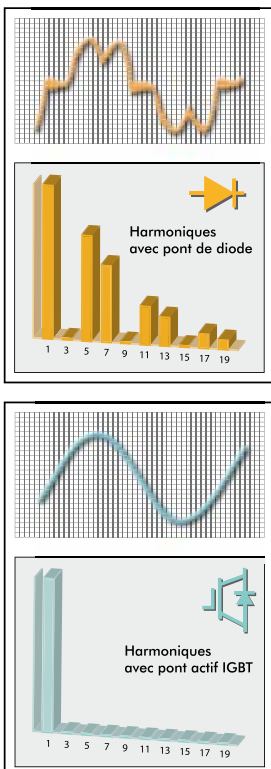 Harmoniques
avec pont de diode
1 3 5 7 9 11 13 15 17 19
Harmoniques
avec pont actif IGBT
1 3 5 7 9 11 13 15 17 19